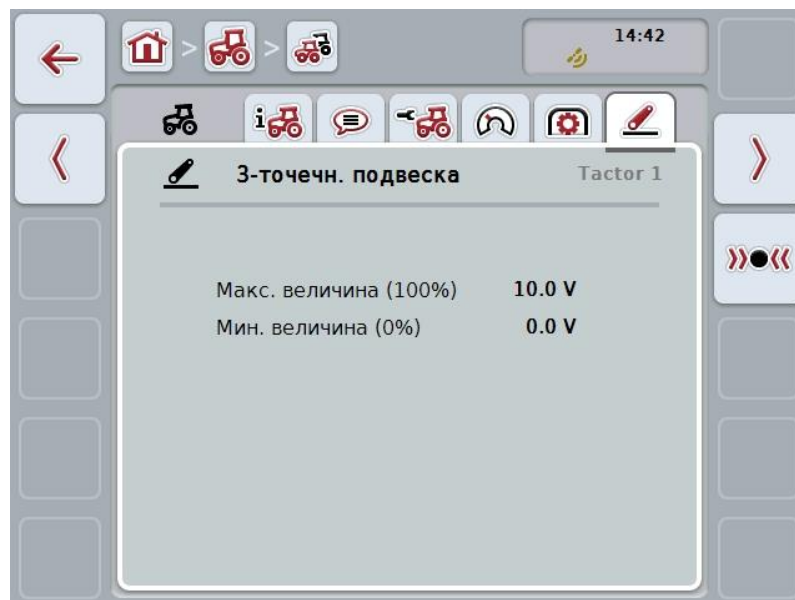 14:42
3-точечн. подвеска Tactor 1
Макс. величина (100%) 10.0 V
Мин. величина (0%) 0.0 V